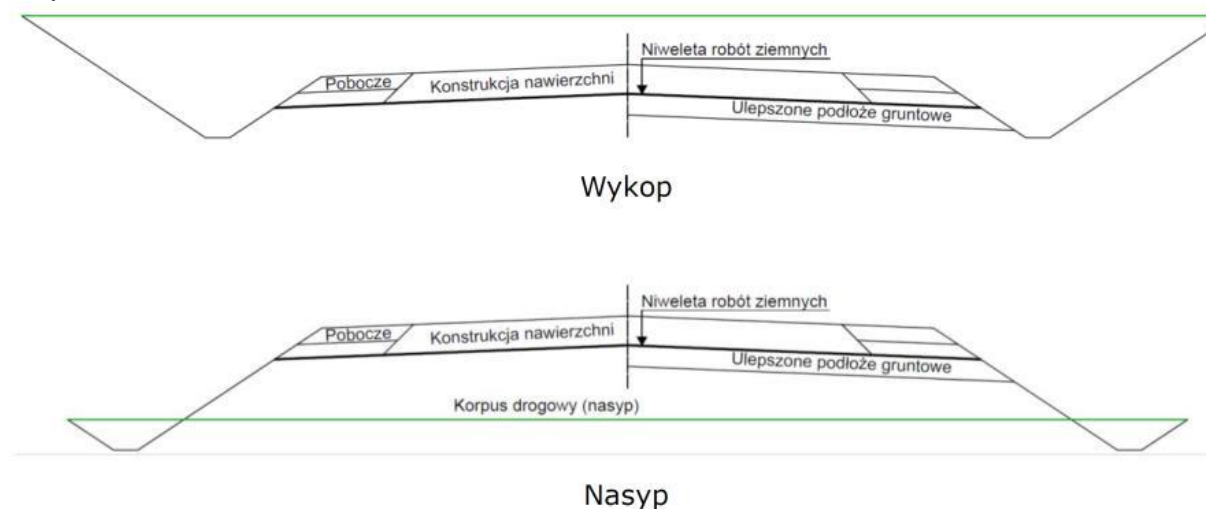 Niweleta robót ziemnych
Pobocze
Konstrukcja nawierzchni
Ulepszone podłoże gruntowe
Wykop
Niweleta robót ziemnych
Pobocze
Konstrukcja nawierzchni
Ulepszone podłoże gruntowe
Korpus drogowy (nasyp)
Nasyp